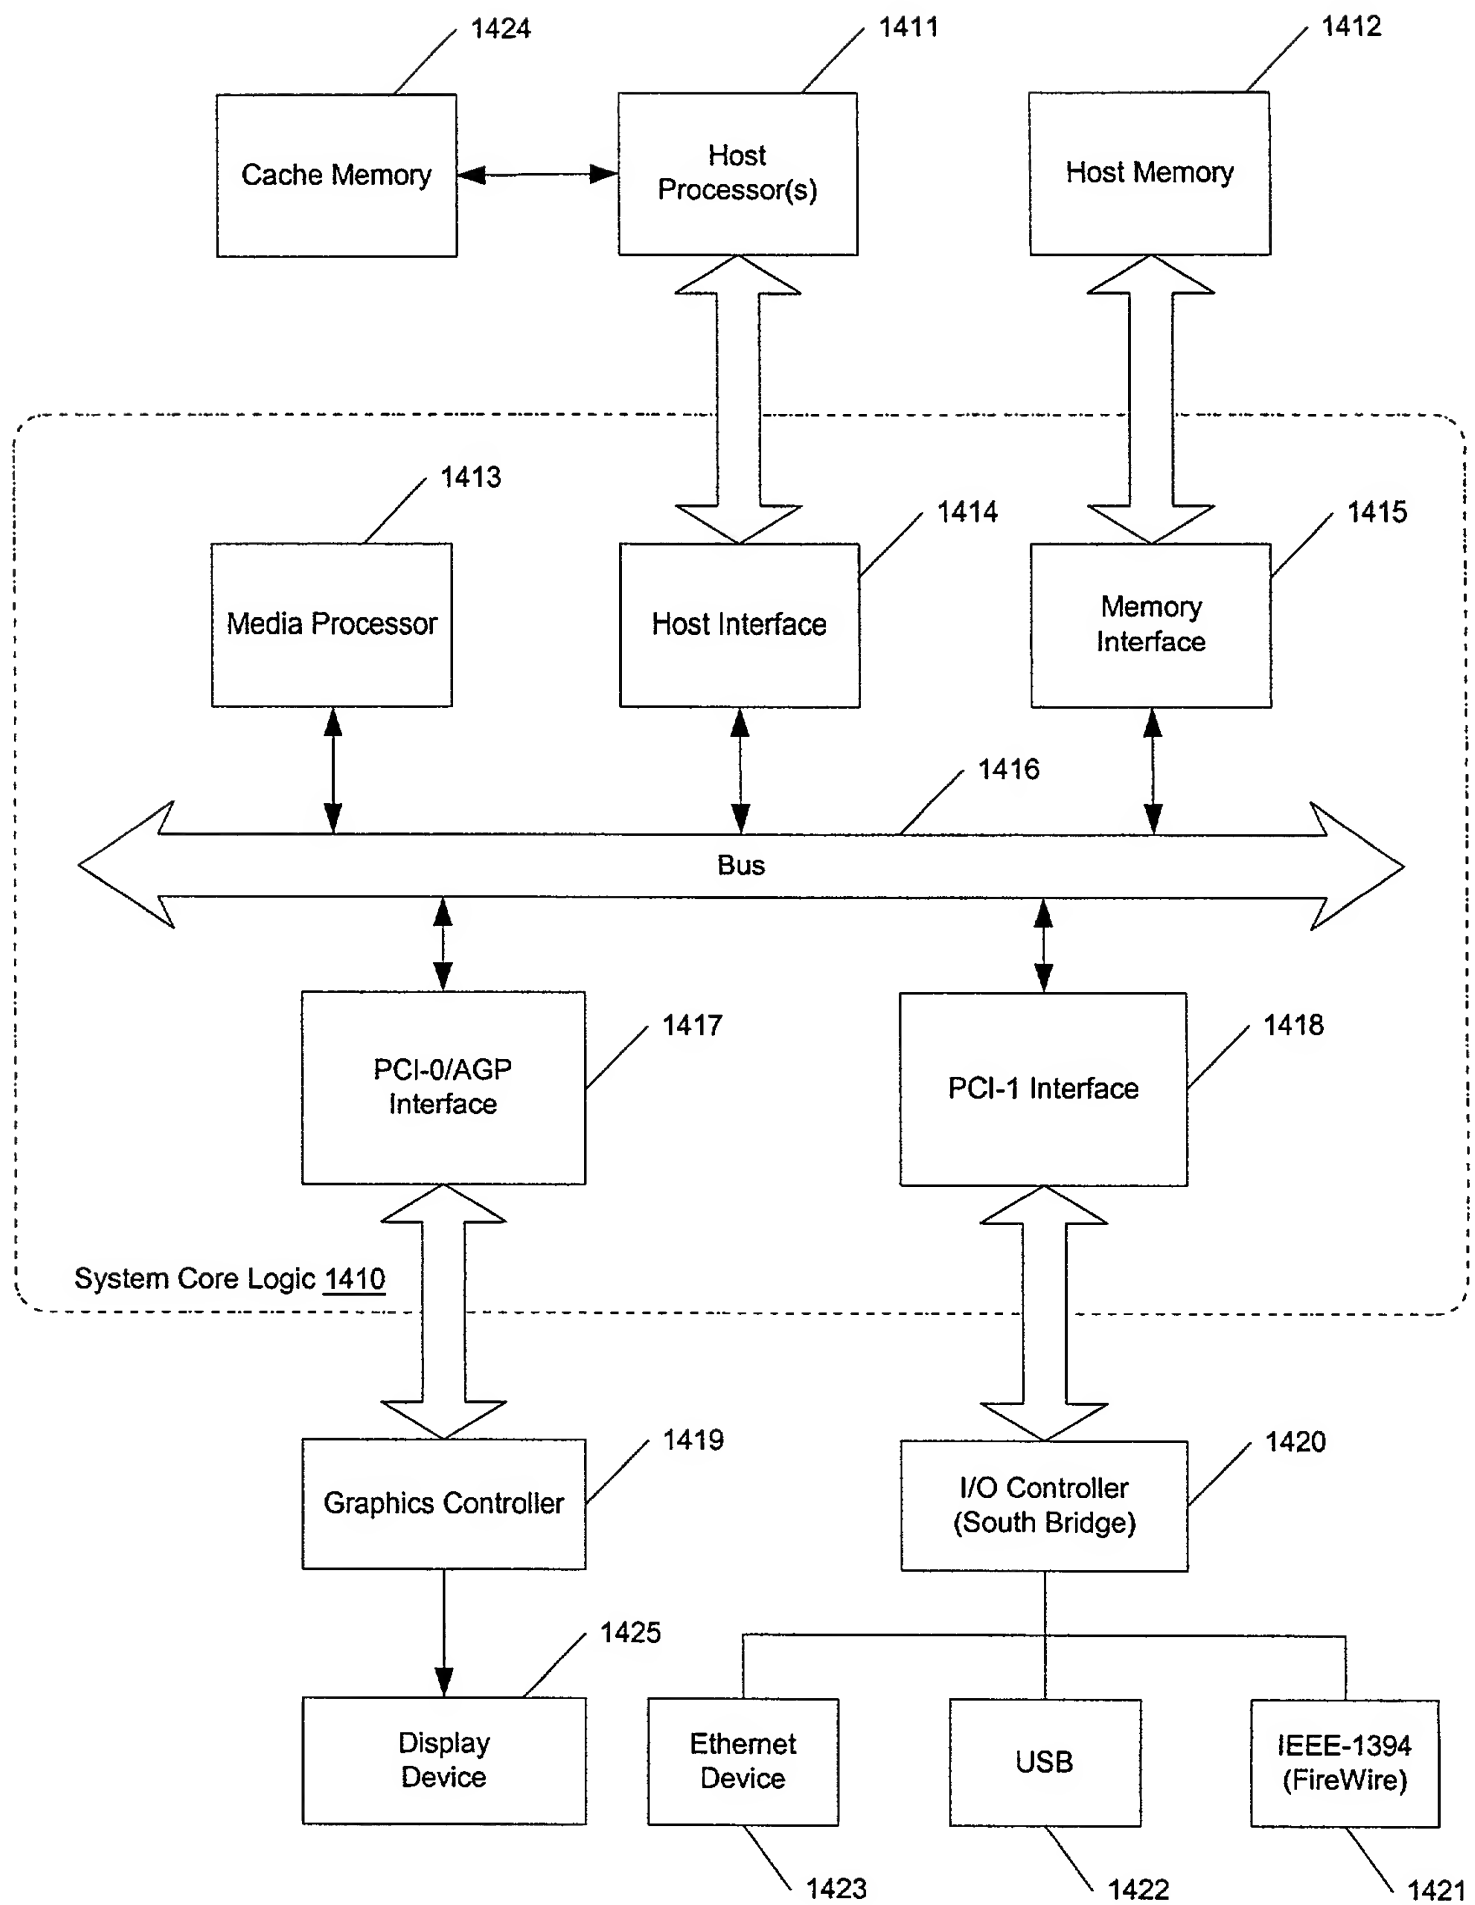 1424
1411
1412
Cache Memory
Host
Processor(s)
Host Memory
1413
1414
1415
Media Processor
Host Interface
Memory
Interface
1416
Bus
1417
1418
PCI-0/AGP
Interface
PCI-1 Interface
System Core Logic 1410
1419
1420
Graphics Controller
I/O Controller
(South Bridge)
1425
Display
Device
Ethernet
Device
USB
IEEE-1394
(FireWire)
1423
1422
1421